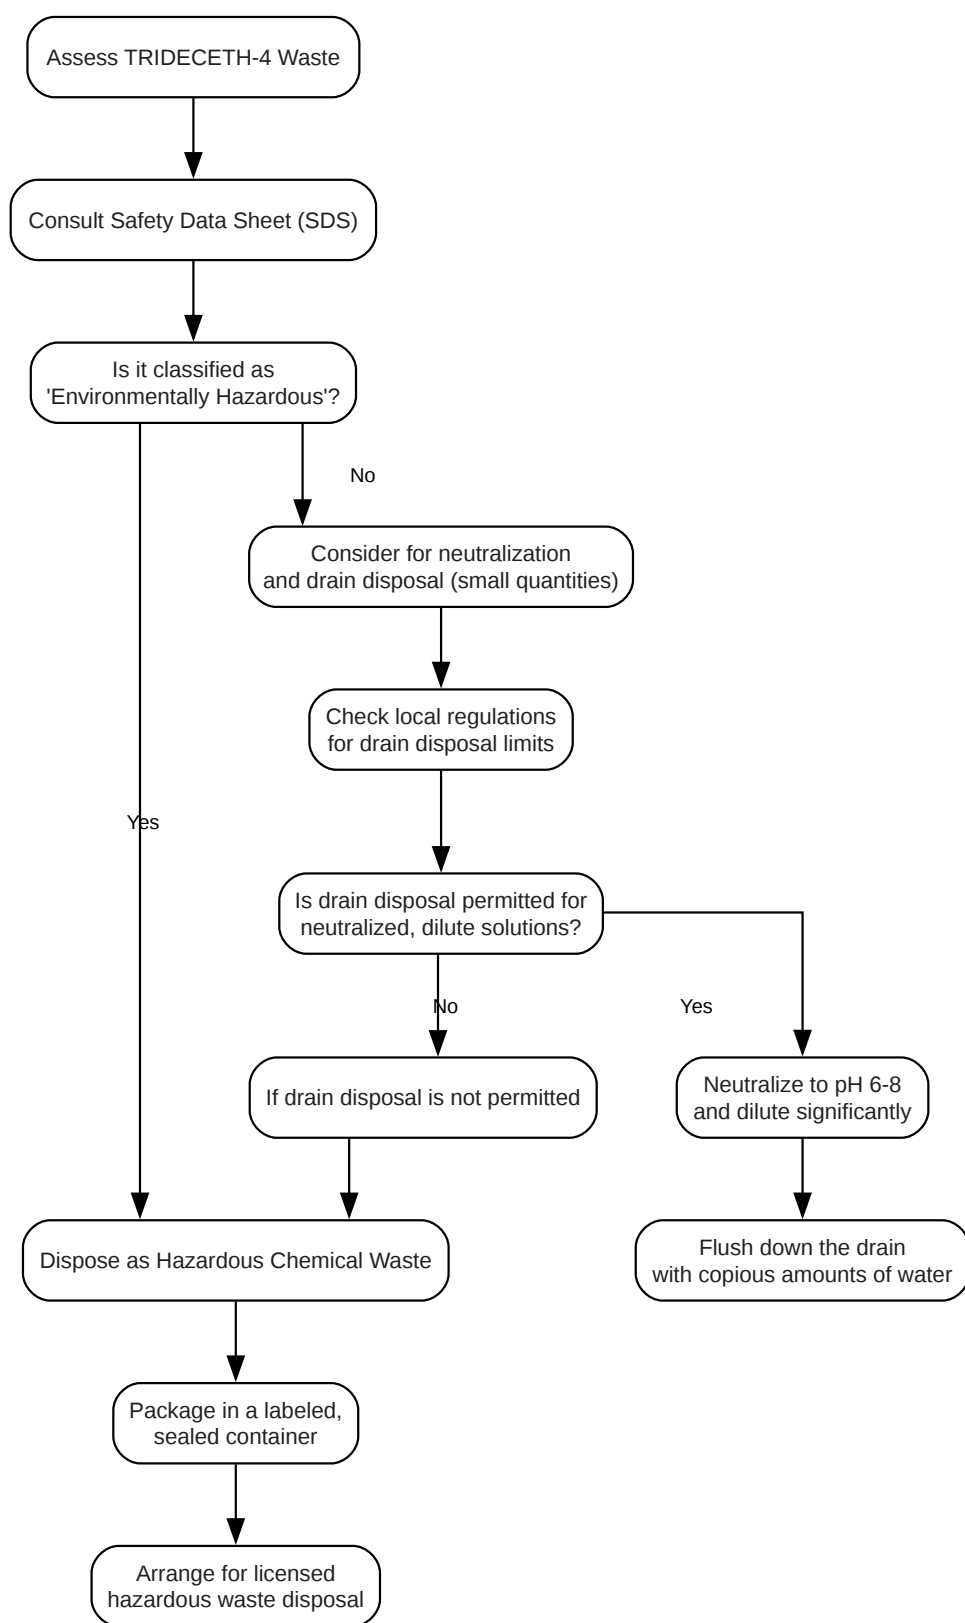 Assess TRIDECETH-4 Waste
Consult Safety Data Sheet (SDS)
Is it classified as
'Environmentally Hazardous'?
No
Consider for neutralization
and drain disposal (small quantities)
Check local regulations
for drain disposal limits
Yes
Is drain disposal permitted for
neutralized, dilute solutions?
No
Yes
If drain disposal is not permitted
Neutralize to pH 6-8
and dilute significantly
Dispose as Hazardous Chemical Waste
Flush down the drain
with copious amounts of water
Package in a labeled,
sealed container
Arrange for licensed
hazardous waste disposal